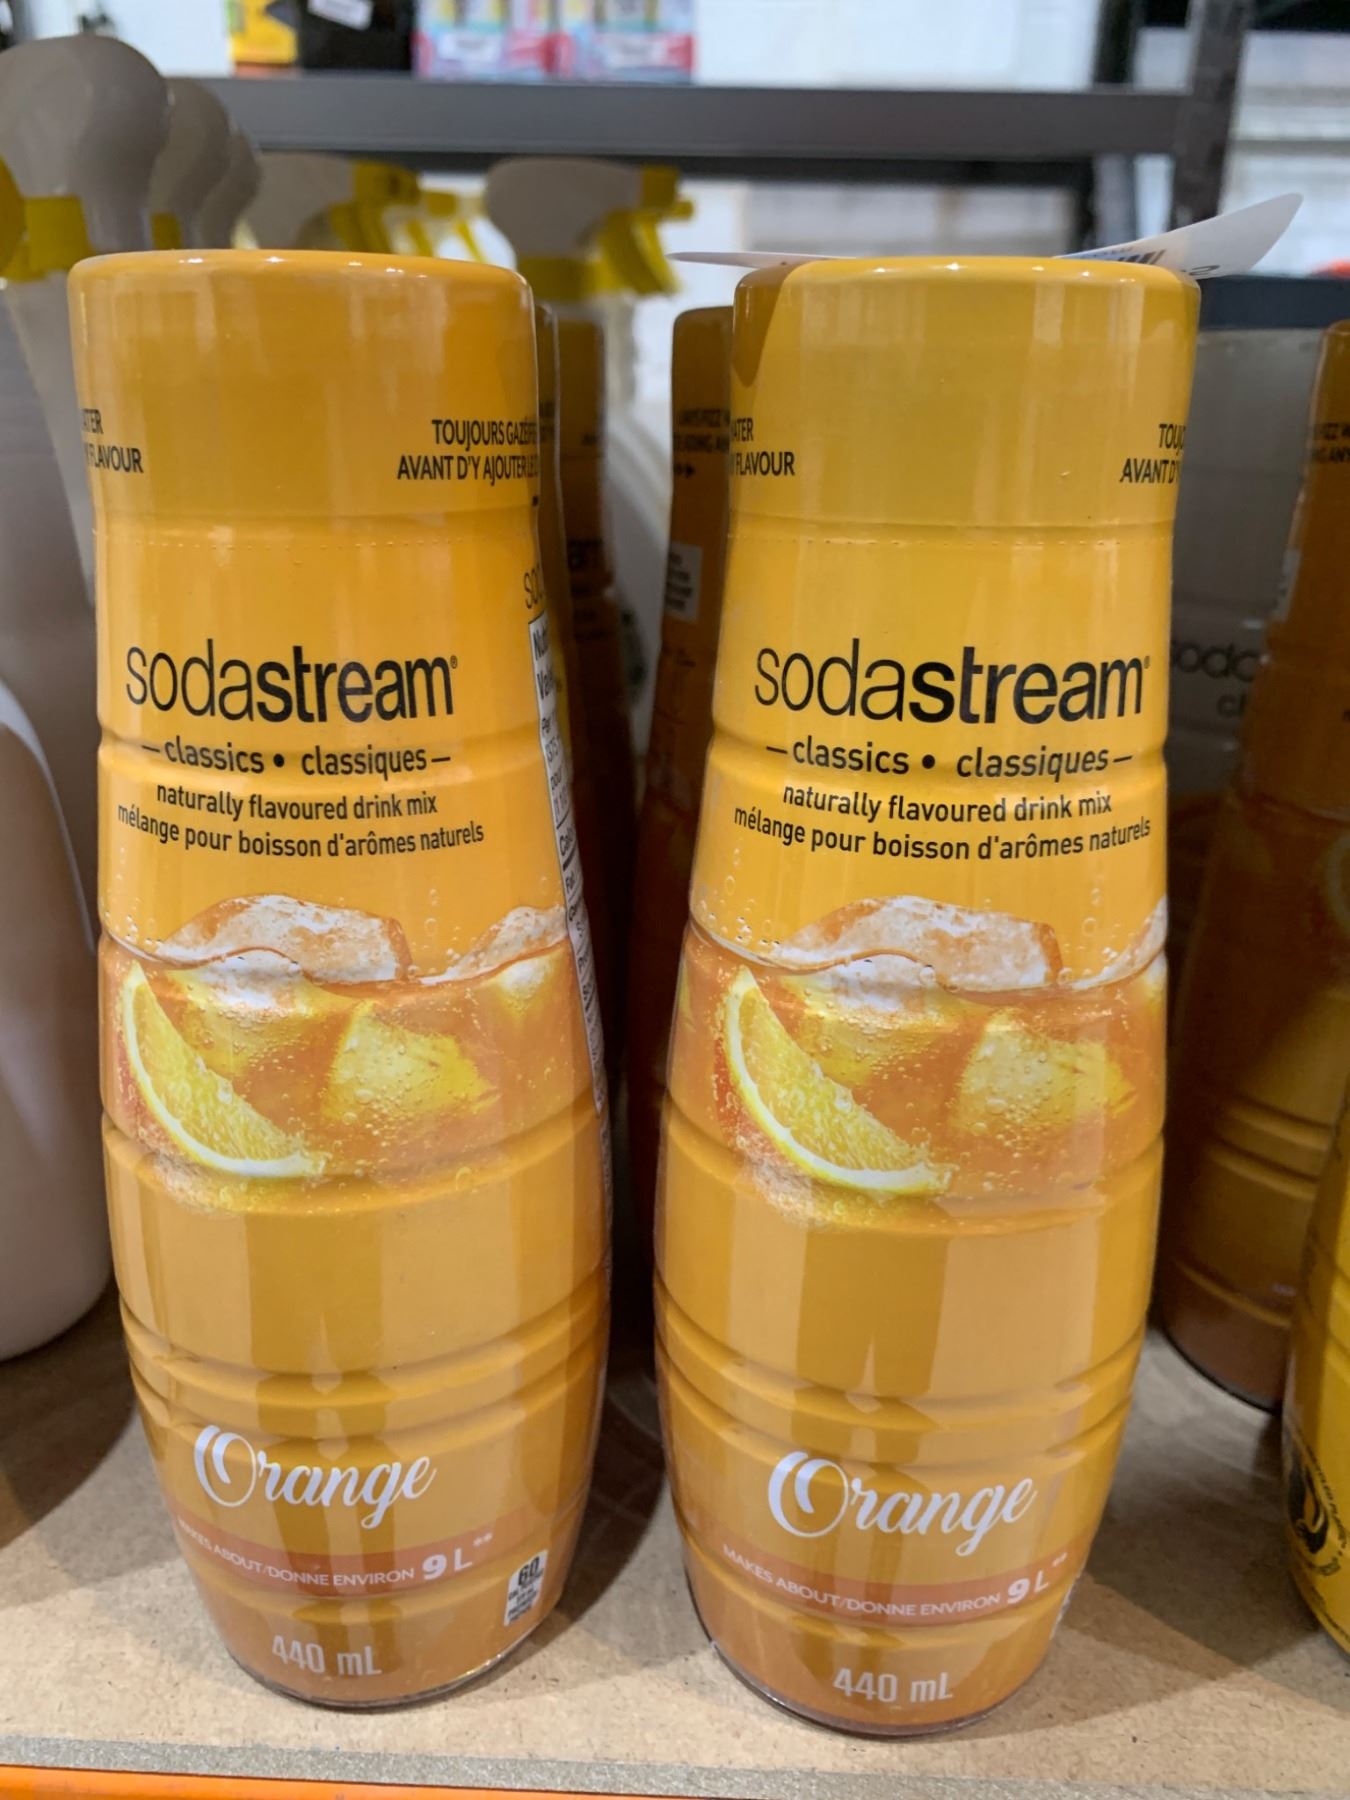 FLAVOUR
TOUJOURS
AVANT D'Y AJOUTER
sodastream®
—classics • classiques—
naturally flavoured drink mix
mélange pour boisson d'arômes naturels
Orange
MAKES ABOUT/DONNE ENVIRON 9 L**
60
440 mL
FLAVOUR
AVANT D'Y
sodastream®
—classics • classiques—
naturally flavoured drink mix
mélange pour boisson d'arômes naturels
Orange
MAKES ABOUT/DONNE ENVIRON 9 L**
440 mL